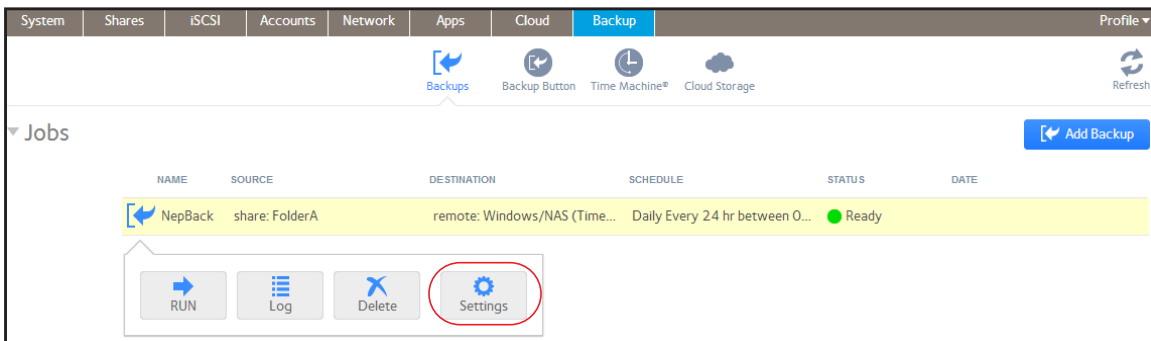 System Shares iSCSI Accounts Network Apps Cloud Backup Profile
Backups Backup Button Time Machine® Cloud Storage Refresh
Jobs
Add Backup
NAME SOURCE DESTINATION SCHEDULE STATUS DATE
NepBack share: FolderA remote: Windows/NAS (Time... Daily Every 24 hr between 0... Ready
RUN Log Delete Settings